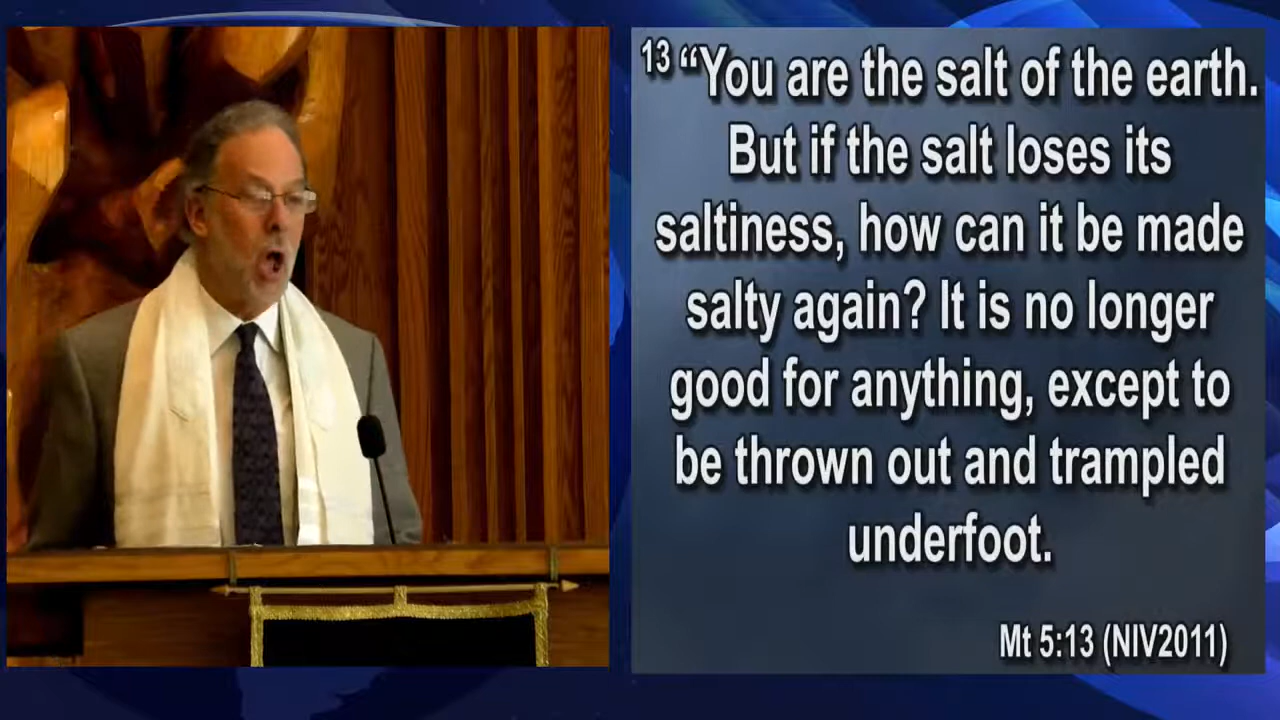 13 “You are the salt of the earth.
But if the salt loses its
saltiness, how can it be made
salty again? It is no longer
good for anything, except to
be thrown out and trampled
underfoot.
Mt 5:13 (NIV2011)